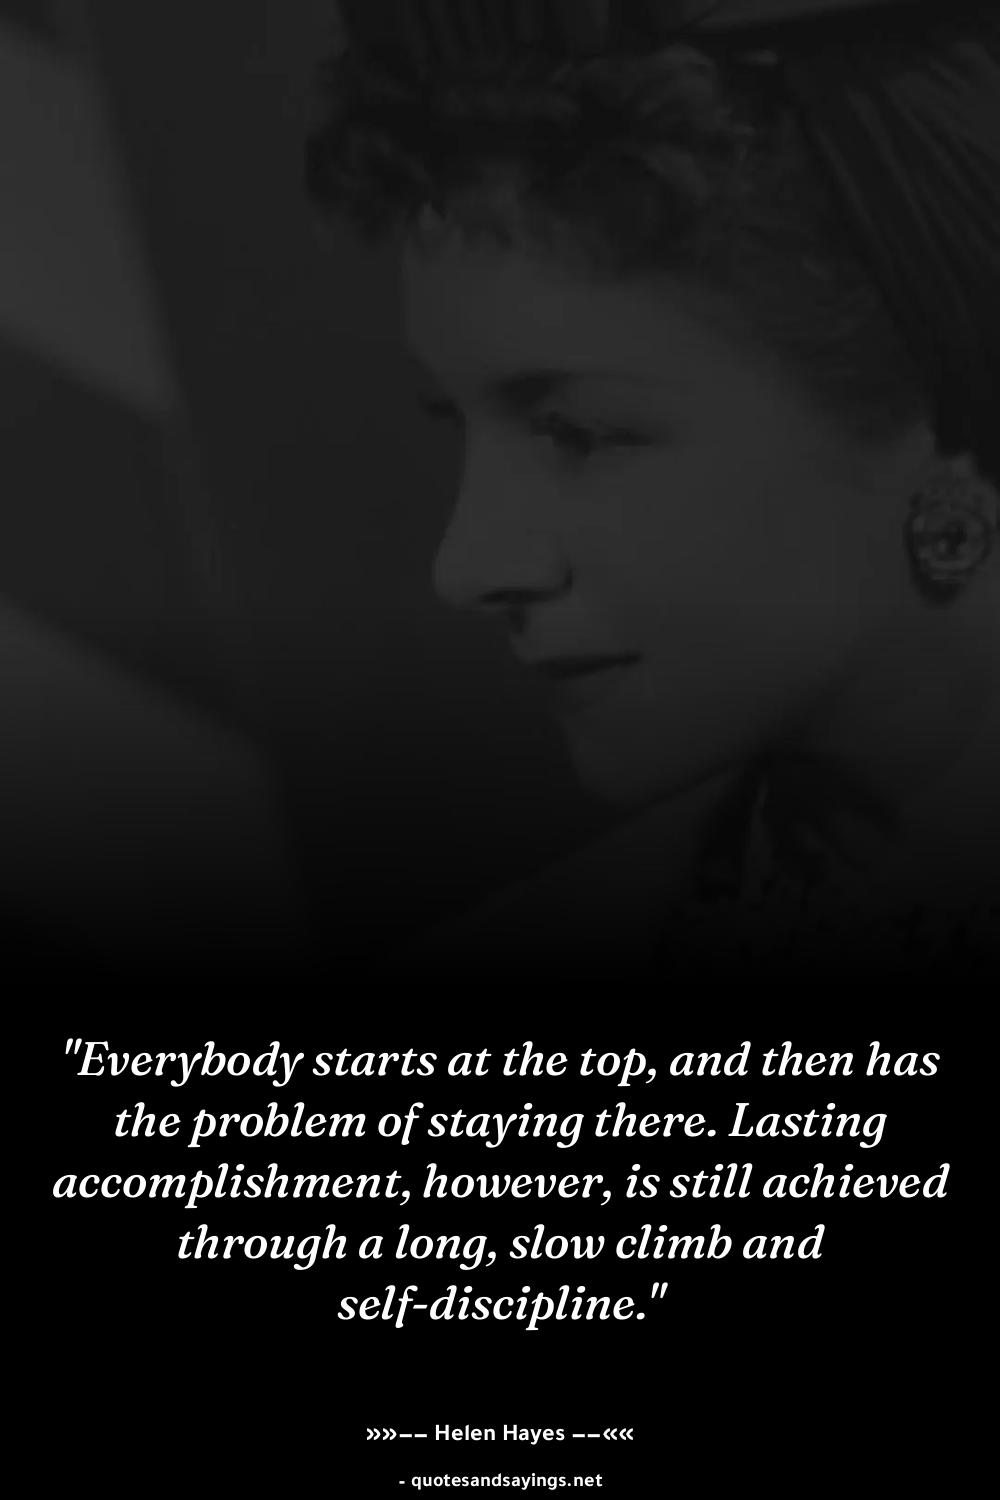 "Everybody starts at the top, and then has
the problem of staying there. Lasting
accomplishment, however, is still achieved
through a long, slow climb and
self-discipline."
»»–– Helen Hayes ––««
- quotesandsayings.net